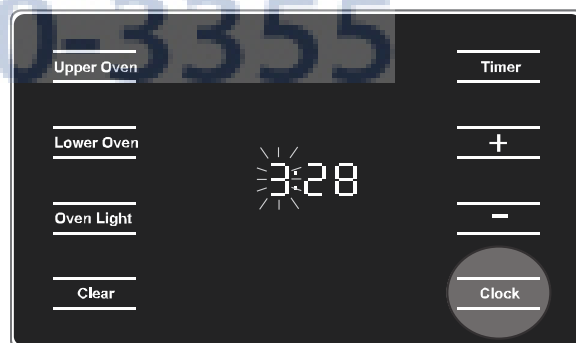 0-3355
Upper Oven
Timer
Lower Oven
+
3:28
Oven Light
-
Clear
Clock